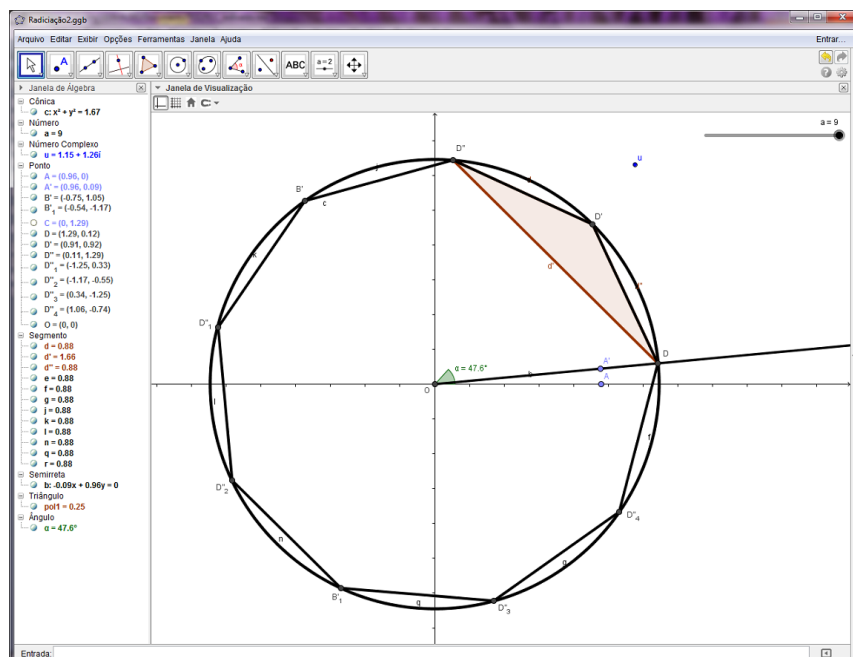 Radiciação2.ggb
Arquivo Editar Exibir Opções Ferramentas Janela Ajuda
Entrar...
ABC
a=2
Janela de Álgebra
Janela de Visualização
Cônica
c: x² + y² = 1.67
Número
a = 9
Número Complexo
u = 1.15 + 1.26i
Ponto
A = (0.96, 0)
A' = (0.96, 0.09)
B' = (-0.75, 1.05)
B'₁ = (-0.54, -1.17)
C = (0, 1.29)
D = (1.29, 0.12)
D' = (0.91, 0.92)
D'' = (0.11, 1.29)
D''₁ = (-1.25, 0.33)
D''₂ = (-1.17, -0.55)
D''₃ = (0.34, -1.25)
D''₄ = (1.06, -0.74)
O = (0, 0)
Segmento
d = 0.88
d' = 1.66
d'' = 0.88
e = 0.88
f = 0.88
g = 0.88
j = 0.88
k = 0.88
l = 0.88
n = 0.88
q = 0.88
r = 0.88
Semirreta
b: -0.09x + 0.96y = 0
Triângulo
pol1 = 0.25
Ângulo
α = 47.6°
a = 9
u
D''
j
d
B'
c
D'
k
d'
d''
D''₁
D
A'
α = 47.6°
b
A
O
l
f
D''₂
D''₄
n
g
B'₁
q
D''₃
Entrada: